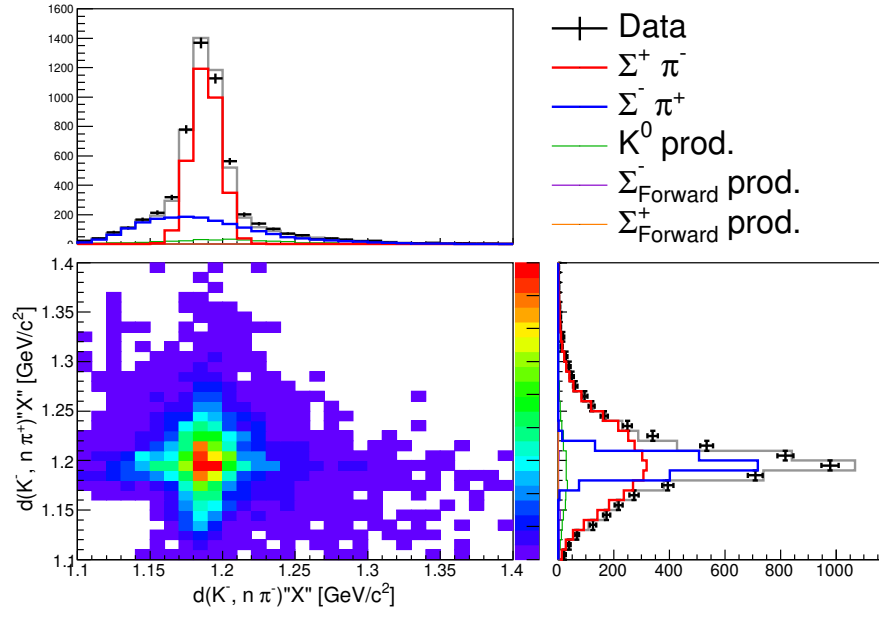 1600
1400
1200
1000
800
600
400
200
0
Data
Σ⁺ π⁻
Σ⁻ π⁺
K⁰ prod.
Σ⁻Forward prod.
Σ⁺Forward prod.
1.4
1.35
1.3
1.25
1.2
1.15
1.1
d(K⁻, n π⁺)"X" [GeV/c²]
1.1 1.15 1.2 1.25 1.3 1.35 1.4
d(K⁻, n π⁻)"X" [GeV/c²]
0 200 400 600 800 1000